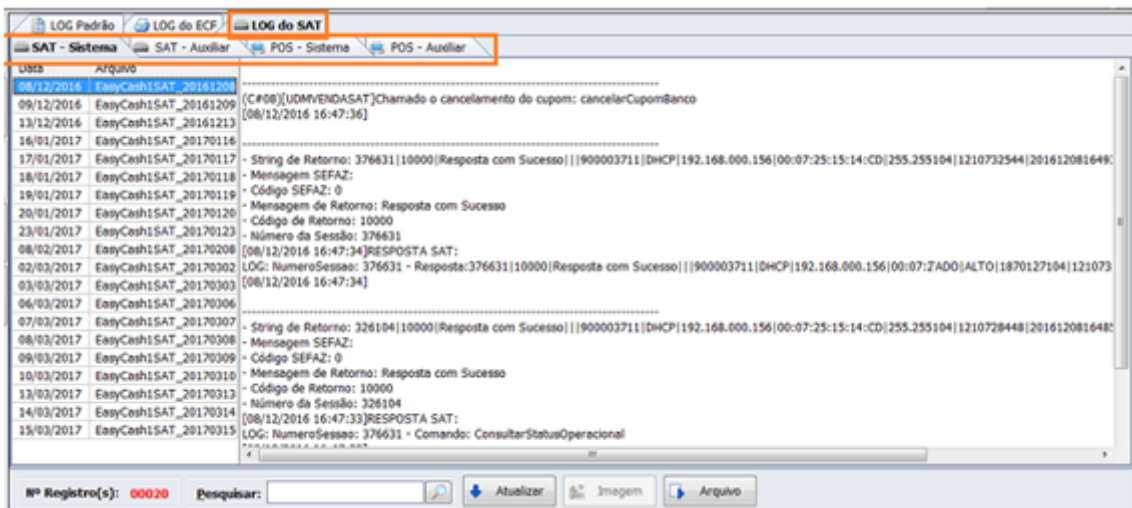 LOG Padrão LOG do ECF LOG do SAT
SAT - Sistema SAT - Auxiliar POS - Sistema POS - Auxiliar
Data Arquivo
08/12/2016 EasyCash1SAT_20161208
09/12/2016 EasyCash1SAT_20161209
13/12/2016 EasyCash1SAT_20161213
16/01/2017 EasyCash1SAT_20170116
17/01/2017 EasyCash1SAT_20170117
18/01/2017 EasyCash1SAT_20170118
19/01/2017 EasyCash1SAT_20170119
20/01/2017 EasyCash1SAT_20170120
23/01/2017 EasyCash1SAT_20170123
08/02/2017 EasyCash1SAT_20170208
02/03/2017 EasyCash1SAT_20170302
03/03/2017 EasyCash1SAT_20170303
06/03/2017 EasyCash1SAT_20170306
07/03/2017 EasyCash1SAT_20170307
08/03/2017 EasyCash1SAT_20170308
09/03/2017 EasyCash1SAT_20170309
10/03/2017 EasyCash1SAT_20170310
13/03/2017 EasyCash1SAT_20170313
14/03/2017 EasyCash1SAT_20170314
15/03/2017 EasyCash1SAT_20170315
(C#08)[UDMVENDASAT]Chamado o cancelamento do cupom: cancelarCupomBanco
[08/12/2016 16:47:36]
- String de Retorno: 376631|10000|Resposta com Sucesso|||900003711|DHCP|192.168.000.156|00:07:25:15:14:CD|255.255104|1210732544|2016120816493
- Mensagem SEFAZ:
- Código SEFAZ: 0
- Mensagem de Retorno: Resposta com Sucesso
- Código de Retorno: 10000
- Número da Sessão: 376631
[08/12/2016 16:47:34]RESPOSTA SAT:
LOG: NumeroSessao: 376631 - Resposta:376631|10000|Resposta com Sucesso|||900003711|DHCP|192.168.000.156|00:07:ZADO|ALTO|1870127104|121073
[08/12/2016 16:47:34]
- String de Retorno: 326104|10000|Resposta com Sucesso|||900003711|DHCP|192.168.000.156|00:07:25:15:14:CD|255.255104|1210728448|201612081648
- Mensagem SEFAZ:
- Código SEFAZ: 0
- Mensagem de Retorno: Resposta com Sucesso
- Código de Retorno: 10000
- Número da Sessão: 326104
[08/12/2016 16:47:33]RESPOSTA SAT:
LOG: NumeroSessao: 376631 - Comando: ConsultarStatusOperacional
Nº Registro(s): 00020 Pesquisar: Atualizar Imagem Arquivo